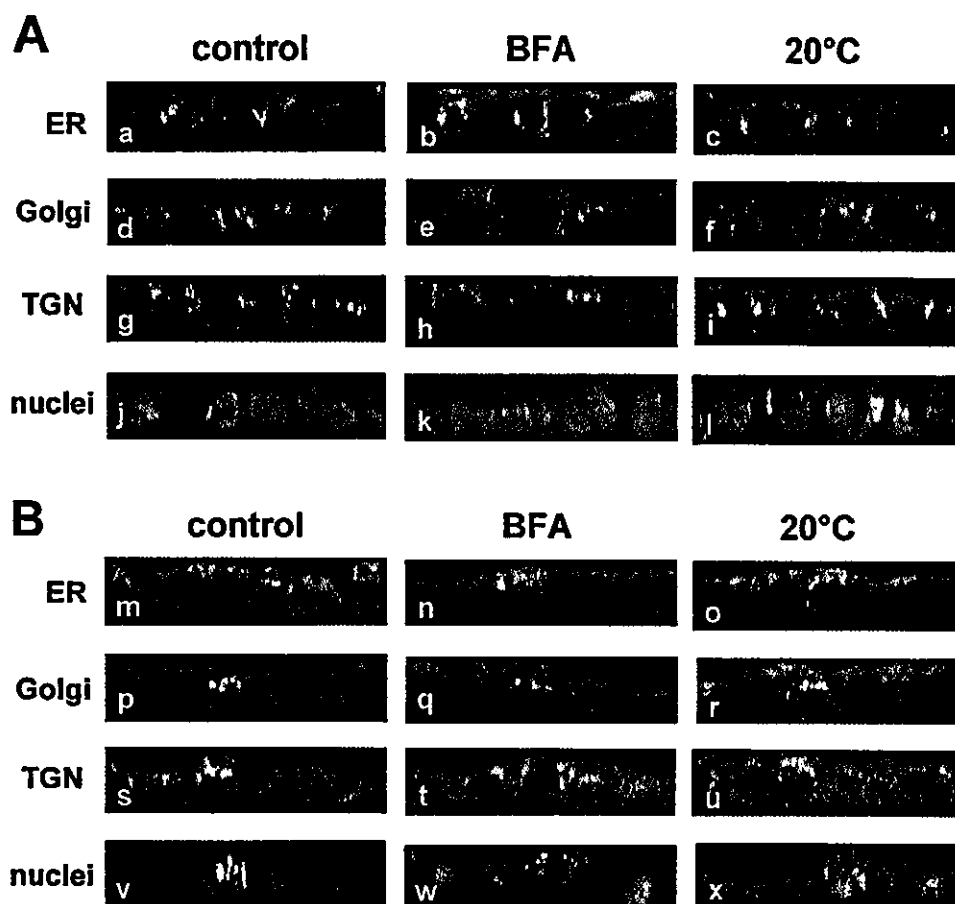 A
control BFA 20°C
ER a b c
Golgi d e f
TGN g h i
nuclei j k l
B
control BFA 20°C
ER m n o
Golgi p q r
TGN s t u
nuclei v w x